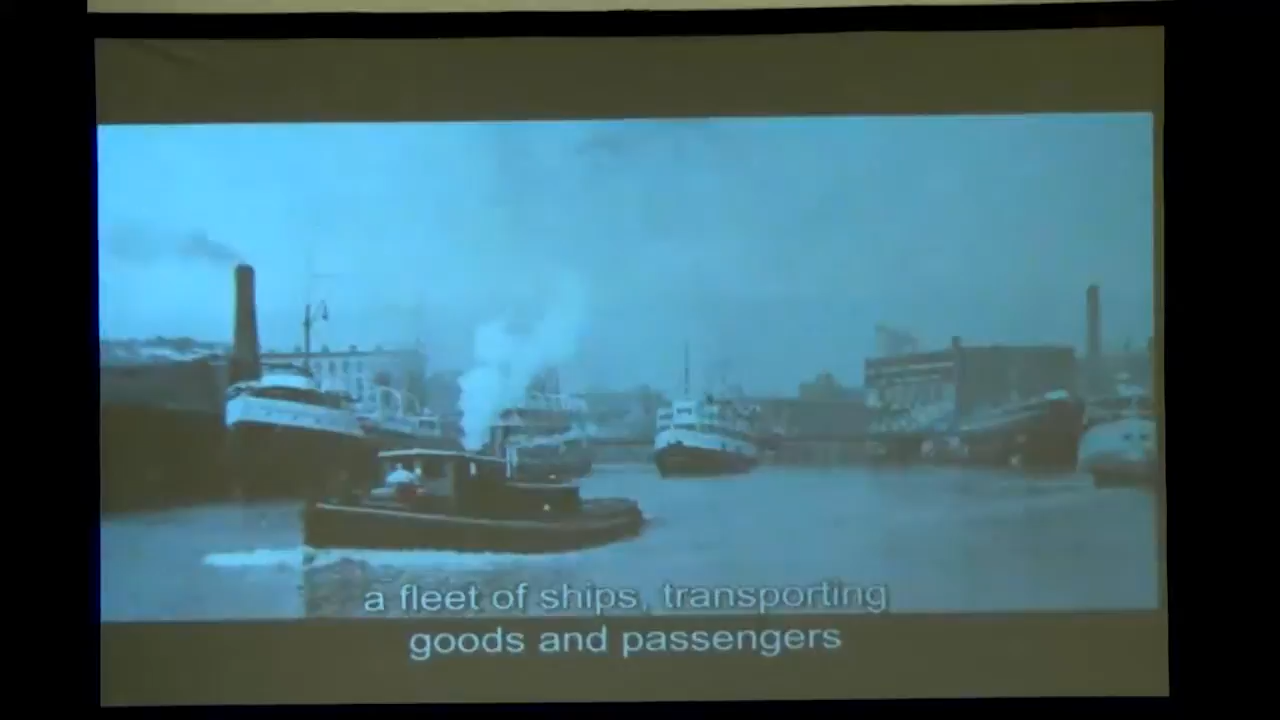 a fleet of ships, transporting
goods and passengers